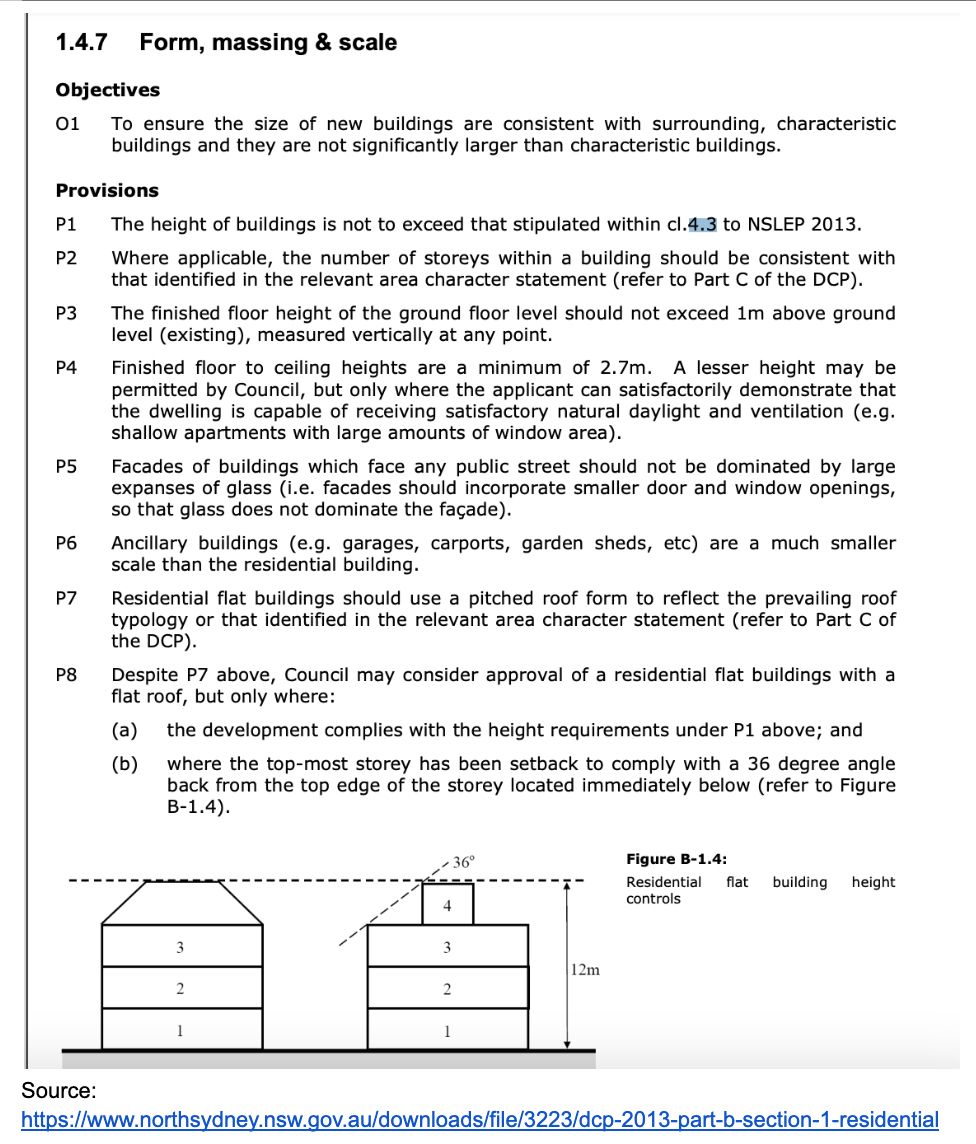 1.4.7 Form, massing & scale
Objectives
O1 To ensure the size of new buildings are consistent with surrounding, characteristic
buildings and they are not significantly larger than characteristic buildings.
Provisions
P1 The height of buildings is not to exceed that stipulated within cl.4.3 to NSLEP 2013.
P2 Where applicable, the number of storeys within a building should be consistent with
that identified in the relevant area character statement (refer to Part C of the DCP).
P3 The finished floor height of the ground floor level should not exceed 1m above ground
level (existing), measured vertically at any point.
P4 Finished floor to ceiling heights are a minimum of 2.7m. A lesser height may be
permitted by Council, but only where the applicant can satisfactorily demonstrate that
the dwelling is capable of receiving satisfactory natural daylight and ventilation (e.g.
shallow apartments with large amounts of window area).
P5 Facades of buildings which face any public street should not be dominated by large
expanses of glass (i.e. facades should incorporate smaller door and window openings,
so that glass does not dominate the façade).
P6 Ancillary buildings (e.g. garages, carports, garden sheds, etc) are a much smaller
scale than the residential building.
P7 Residential flat buildings should use a pitched roof form to reflect the prevailing roof
typology or that identified in the relevant area character statement (refer to Part C of
the DCP).
P8 Despite P7 above, Council may consider approval of a residential flat buildings with a
flat roof, but only where:
(a) the development complies with the height requirements under P1 above; and
(b) where the top-most storey has been setback to comply with a 36 degree angle
back from the top edge of the storey located immediately below (refer to Figure
B-1.4).
36°
4
3
2
1
3
2
1
12m
Figure B-1.4:
Residential flat building height
controls
Source:
https://www.northsydney.nsw.gov.au/downloads/file/3223/dcp-2013-part-b-section-1-residential